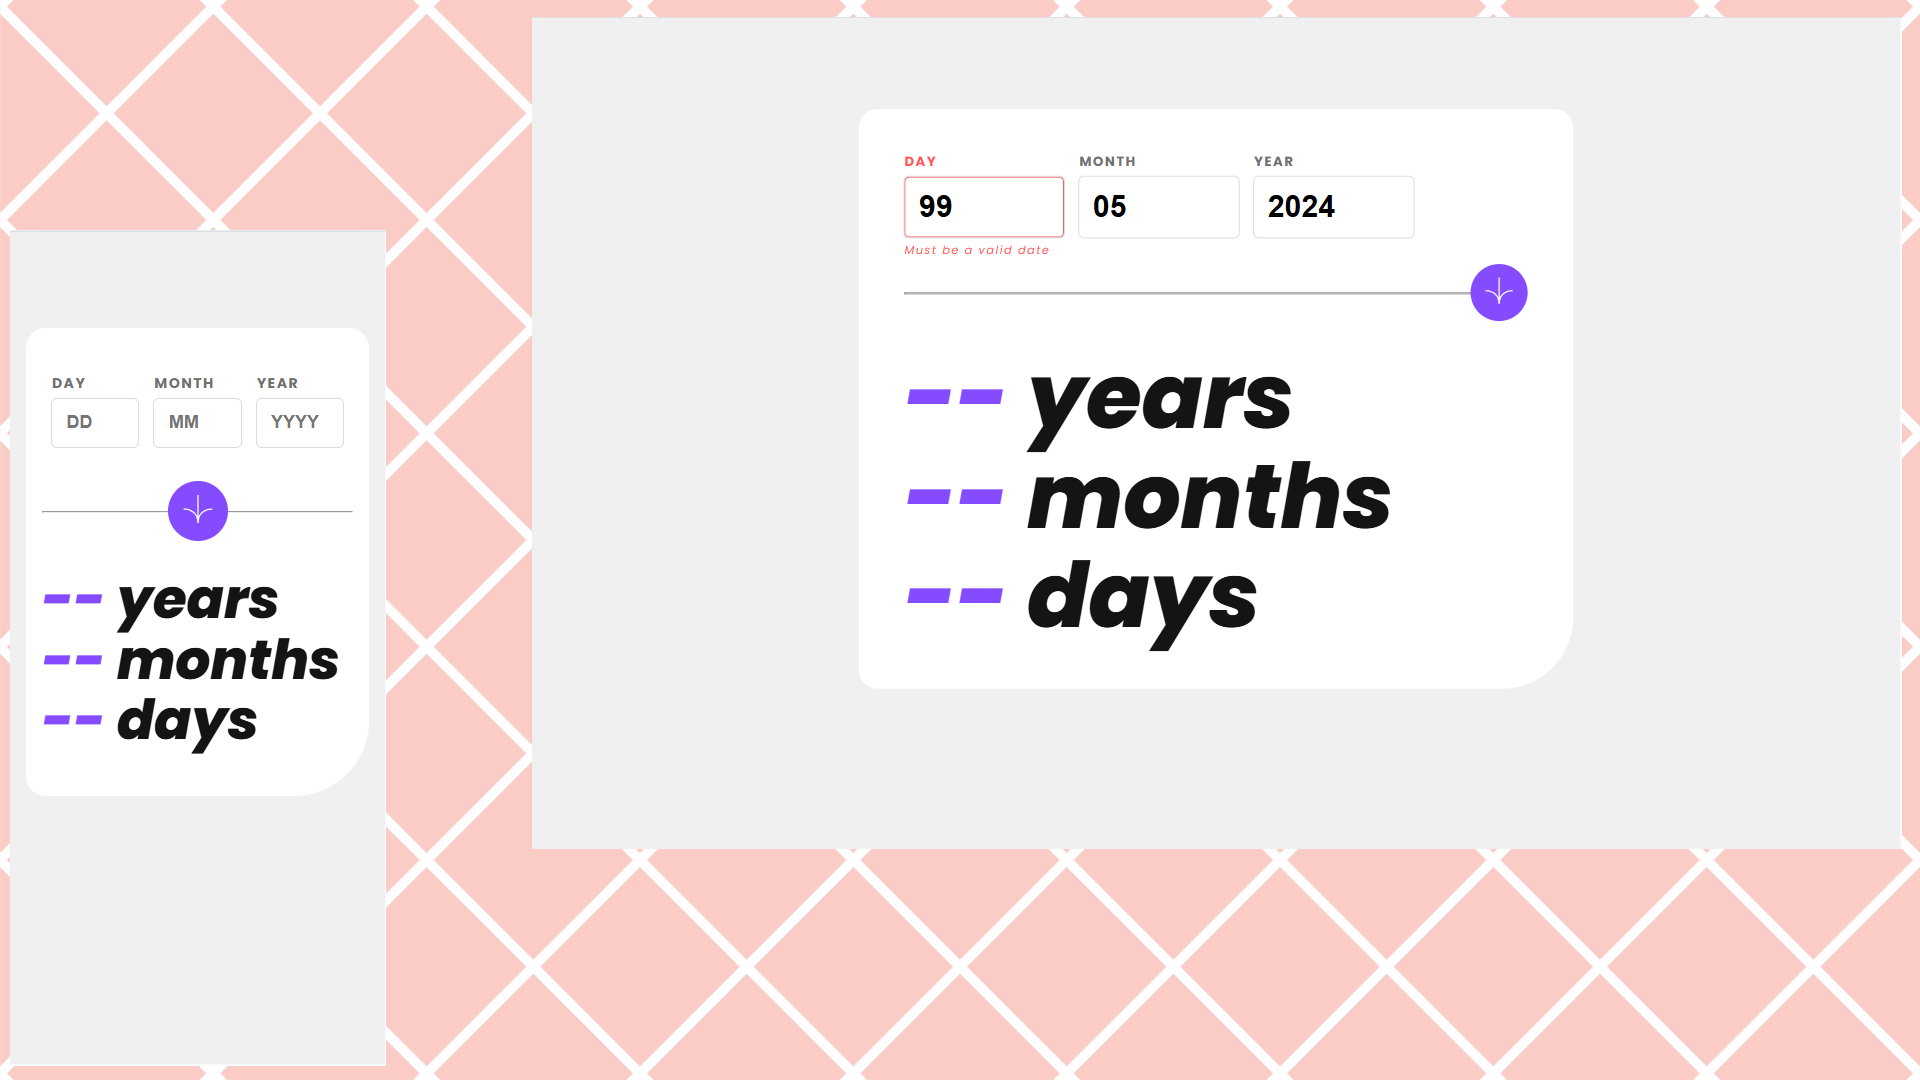 DAY MONTH YEAR
DD MM YYYY
-- years
-- months
-- days
DAY MONTH YEAR
99 05 2024
Must be a valid date
-- years
-- months
-- days